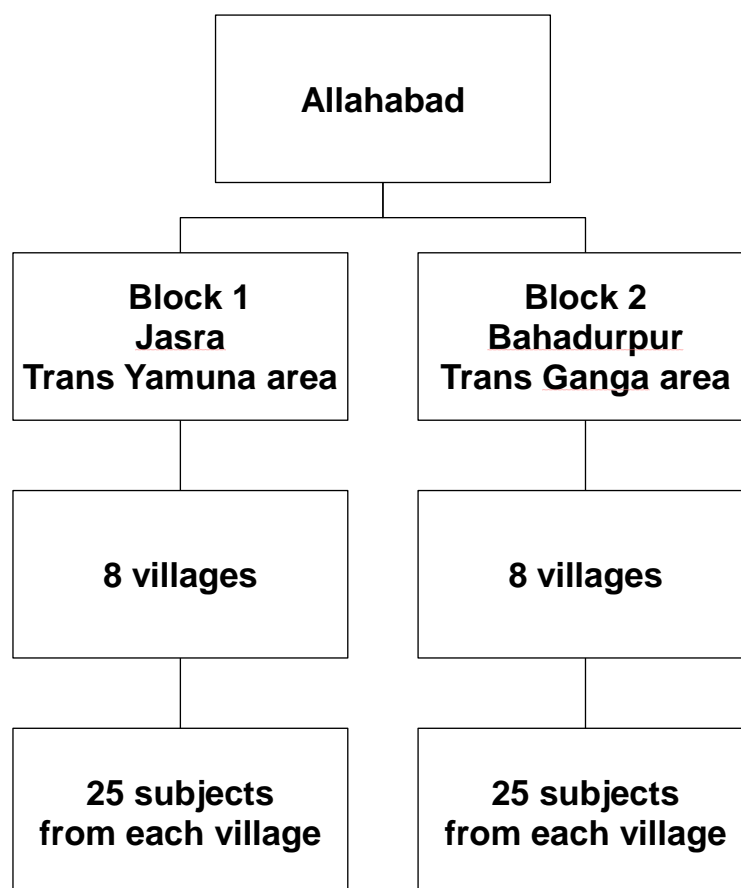 Allahabad
Block 1
Jasra
Trans Yamuna area
Block 2
Bahadurpur
Trans Ganga area
8 villages
8 villages
25 subjects
from each village
25 subjects
from each village